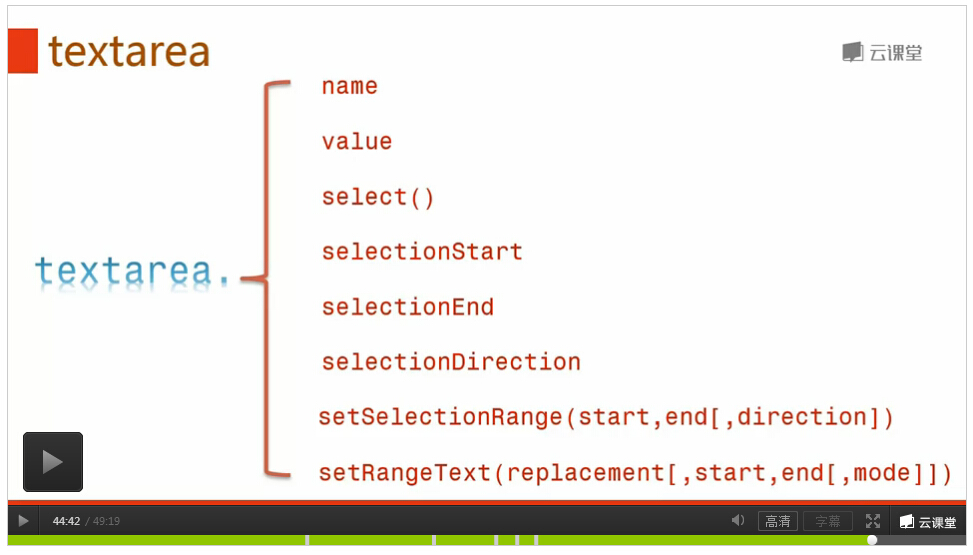 textarea
云课堂
name
value
select()
selectionStart
textarea.
selectionEnd
selectionDirection
setSelectionRange(start,end[,direction])
setRangeText(replacement[,start,end[,mode]])
44:42 / 49:19
高清
字幕
云课堂